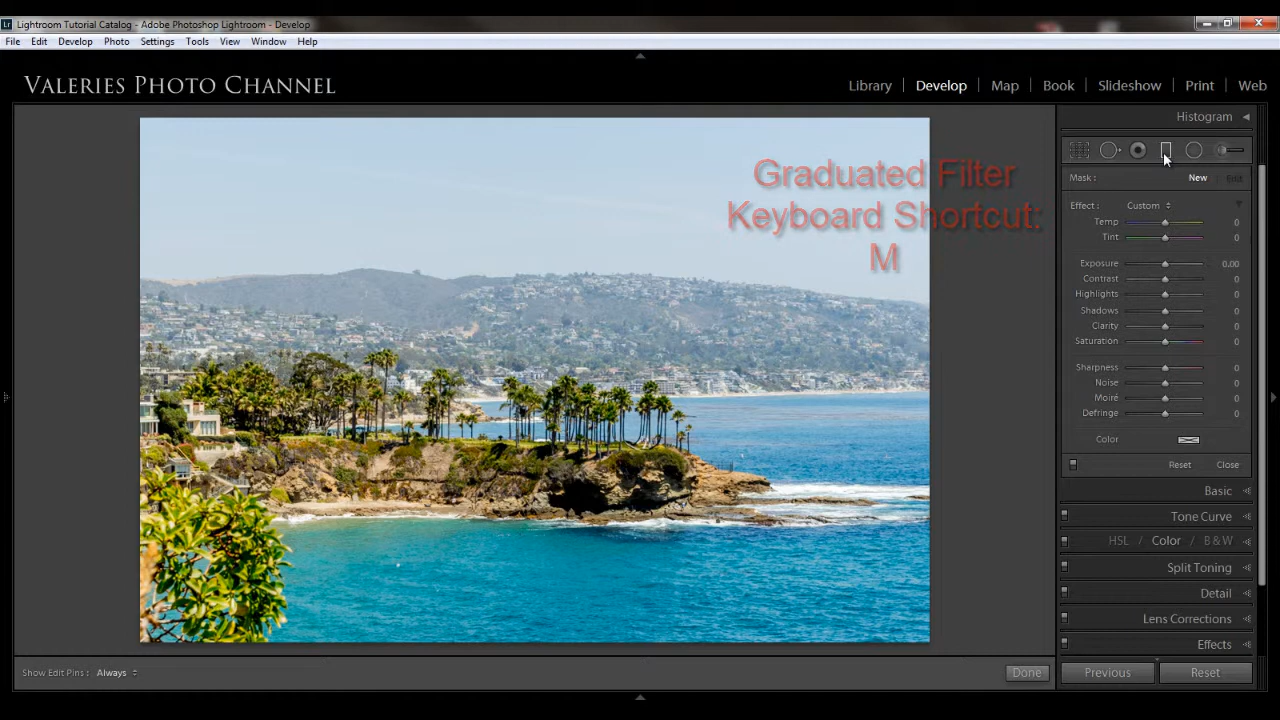 Lr Lightroom Tutorial Catalog - Adobe Photoshop Lightroom - Develop
File Edit Develop Photo Settings Tools View Window Help
VALERIES PHOTO CHANNEL
Library | Develop | Map | Book | Slideshow | Print | Web
Histogram
Graduated Filter
Keyboard Shortcut:
M
Mask : New Edit
Effect : Custom
Temp 0
Tint 0
Exposure 0.00
Contrast 0
Highlights 0
Shadows 0
Clarity 0
Saturation 0
Sharpness 0
Noise 0
Moiré 0
Defringe 0
Color
Reset Close
Basic
Tone Curve
HSL / Color / B & W
Split Toning
Detail
Lens Corrections
Effects
Show Edit Pins : Always
Done
Previous Reset